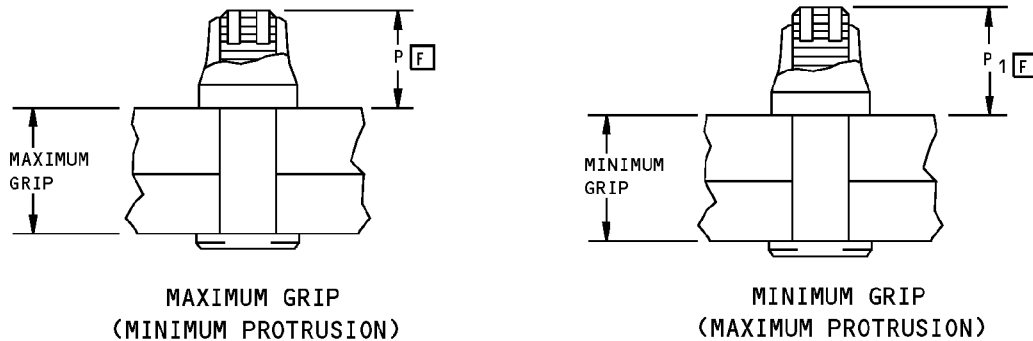 P F
MAXIMUM
GRIP
MAXIMUM GRIP
(MINIMUM PROTRUSION)
P1 F
MINIMUM
GRIP
MINIMUM GRIP
(MAXIMUM PROTRUSION)